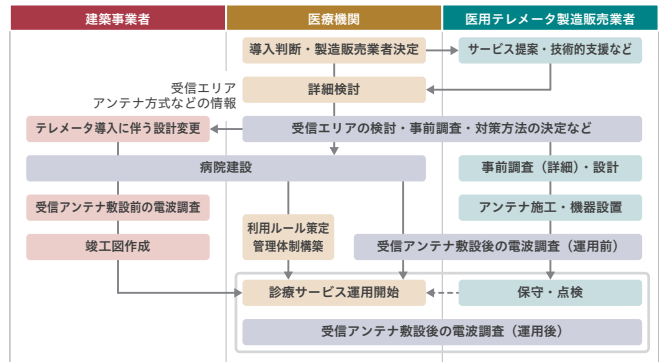 建築事業者
医療機関
医用テレメータ製造販売業者
導入判断・製造販売業者決定
サービス提案・技術的支援など
受信エリア
アンテナ方式などの情報
詳細検討
テレメータ導入に伴う設計変更
受信エリアの検討・事前調査・対策方法の決定など
病院建設
事前調査（詳細）・設計
受信アンテナ敷設前の電波調査
アンテナ施工・機器設置
利用ルール策定
管理体制構築
竣工図作成
受信アンテナ敷設後の電波調査（運用前）
診療サービス運用開始
保守・点検
受信アンテナ敷設後の電波調査（運用後）